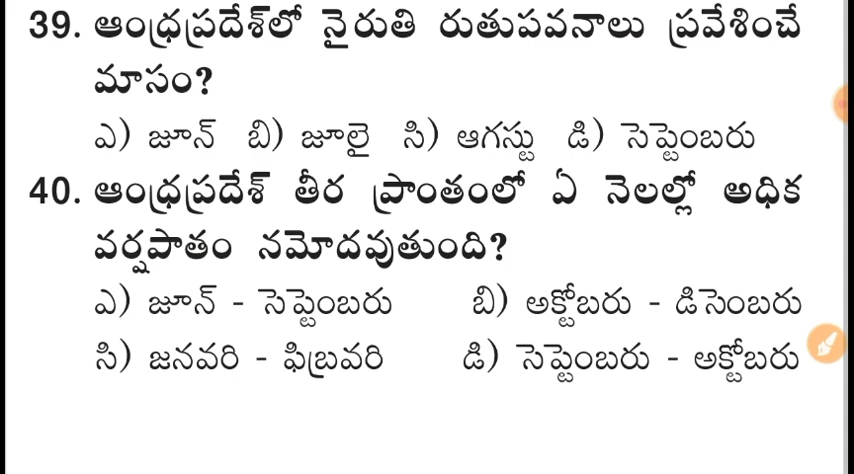 39. ఆంధ్రప్రదేశ్‌లో నైరుతి రుతుపవనాలు ప్రవేశించే
మాసం?
ఎ) జూన్ బి) జూలై సి) ఆగస్టు డి) సెప్టెంబరు
40. ఆంధ్రప్రదేశ్ తీర ప్రాంతంలో ఏ నెలల్లో అధిక
వర్షపాతం నమోదవుతుంది?
ఎ) జూన్ - సెప్టెంబరు బి) అక్టోబరు - డిసెంబరు
సి) జనవరి - ఫిబ్రవరి డి) సెప్టెంబరు - అక్టోబరు